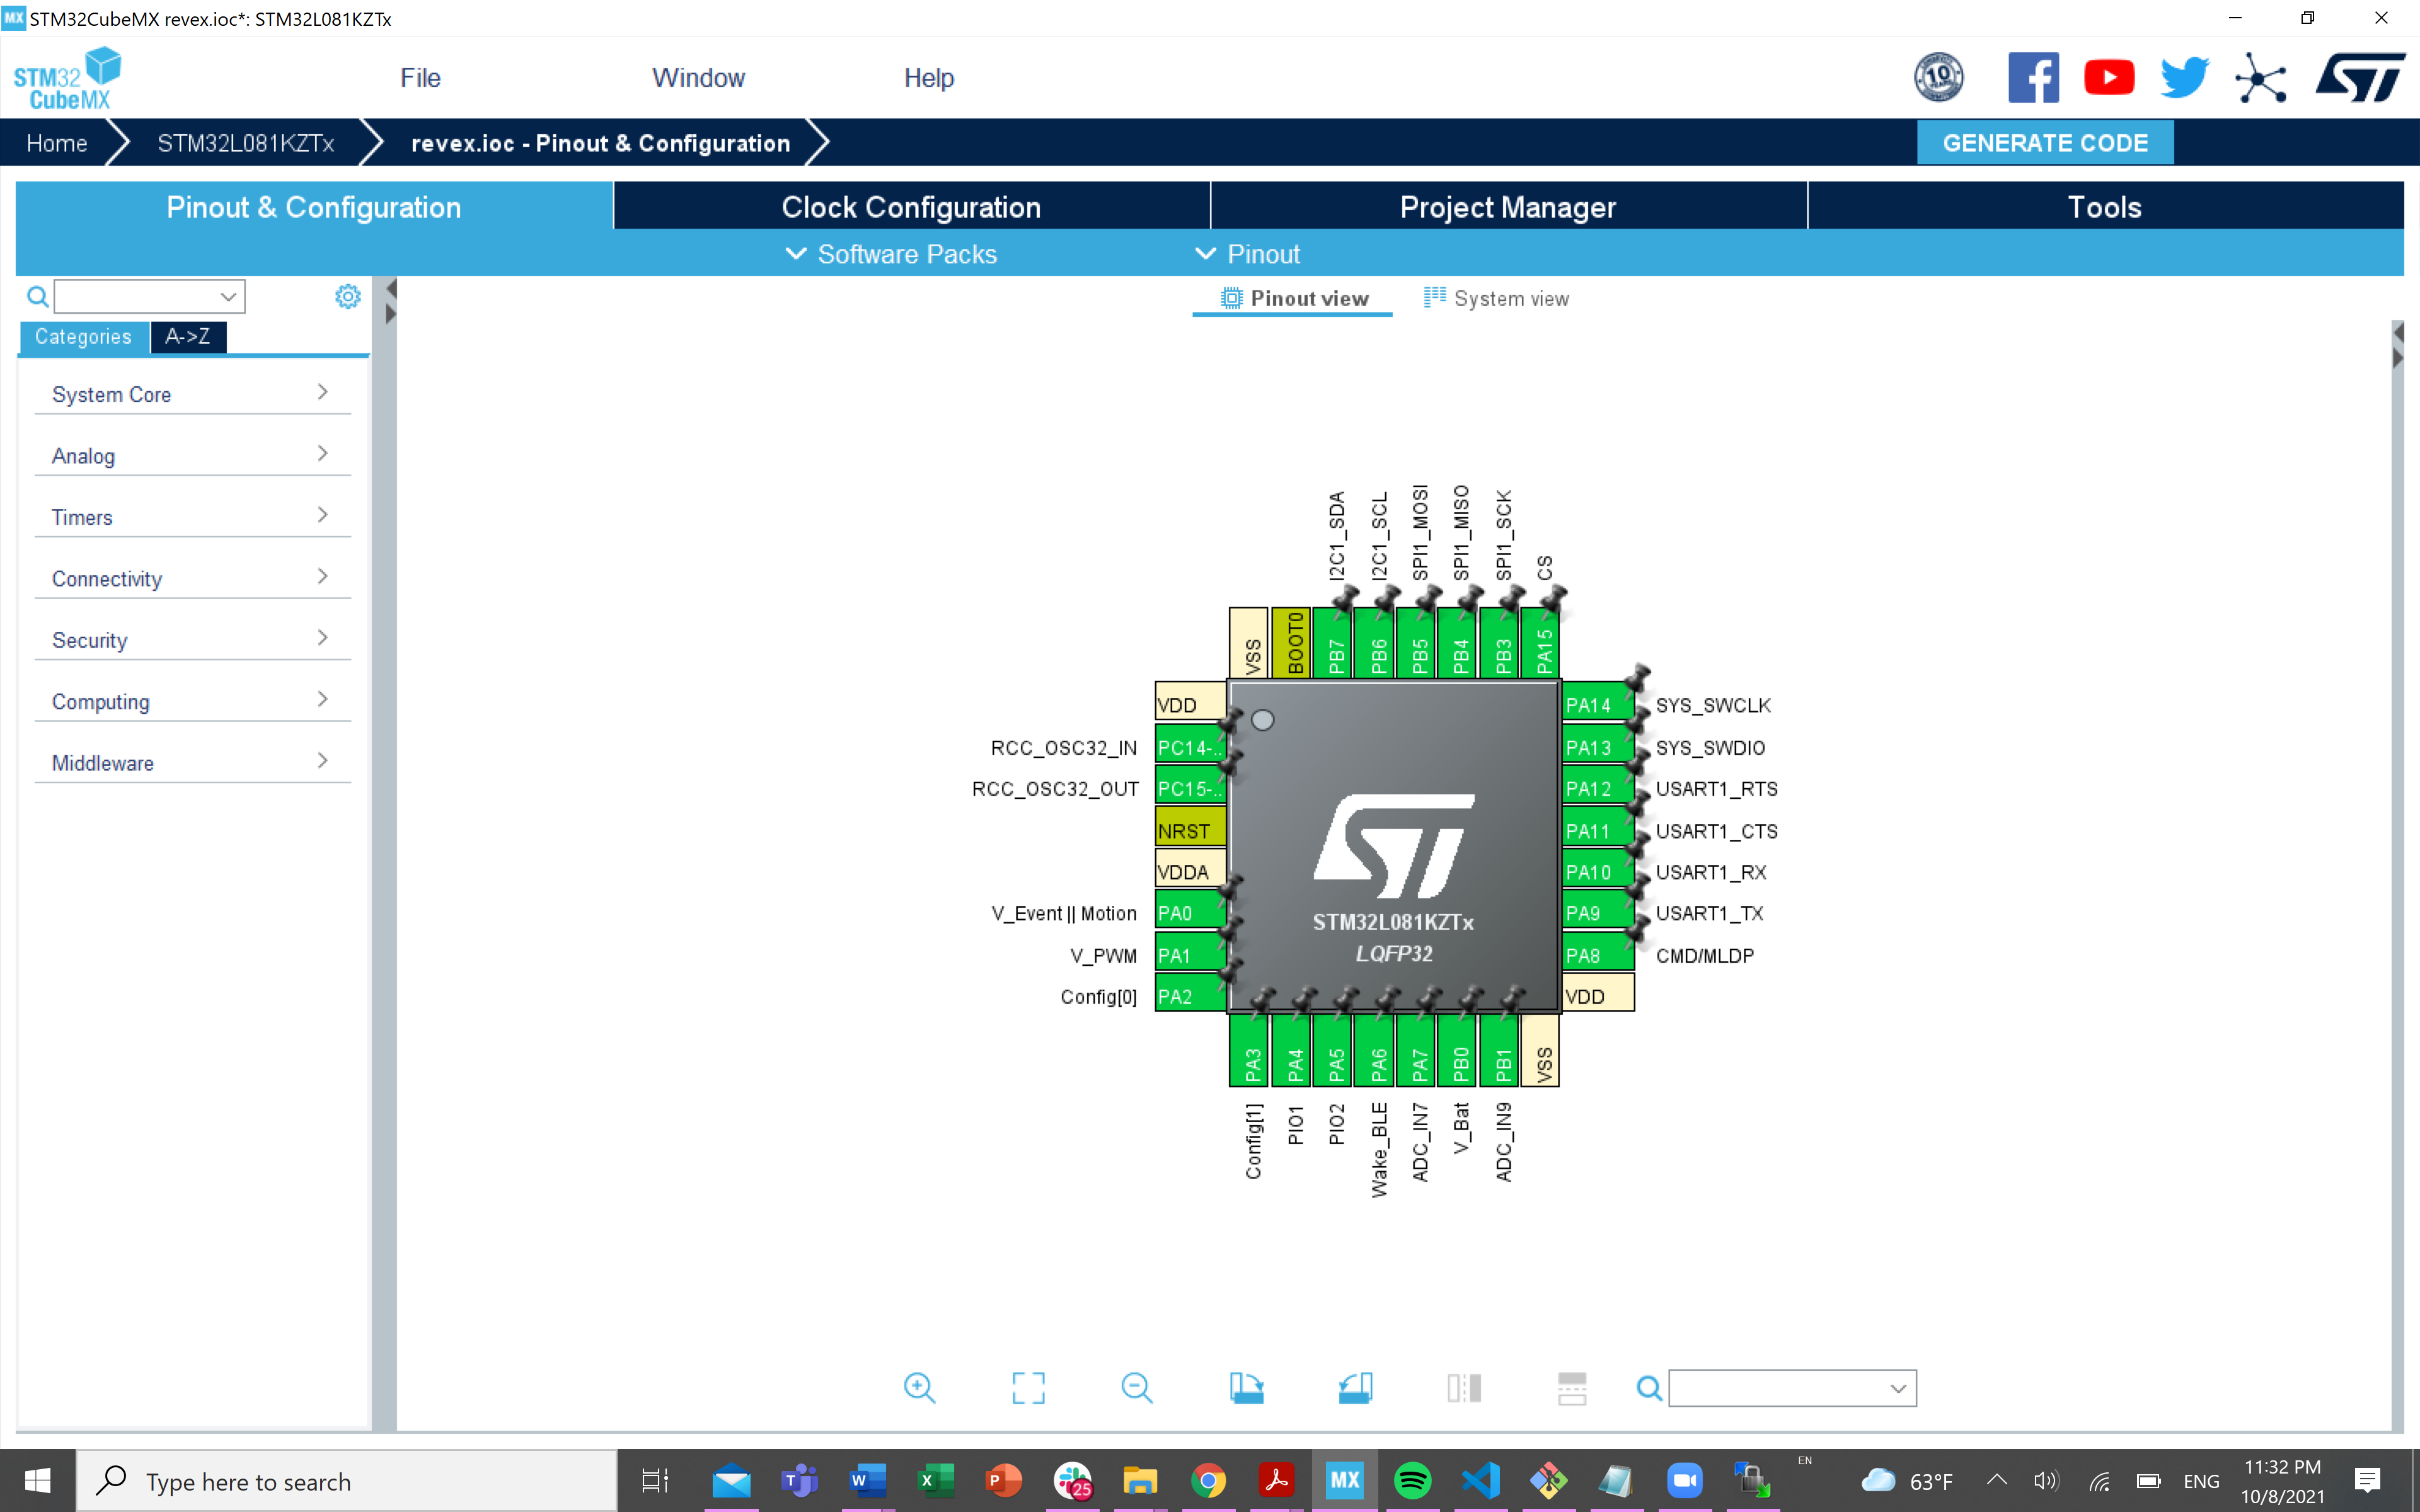 MX STM32CubeMX revex.ioc*: STM32L081KZTx
STM32 CubeMX
File Window Help
10
Home STM32L081KZTx revex.ioc - Pinout & Configuration GENERATE CODE
Pinout & Configuration Clock Configuration Project Manager Tools
Software Packs Pinout
Pinout view System view
Categories A->Z
System Core
Analog
Timers
Connectivity
Security
Computing
Middleware
I2C1_SDA
I2C1_SCL
SPI1_MOSI
SPI1_MISO
SPI1_SCK
CS
VSS
BOOT0
PB7
PB6
PB5
PB4
PB3
PA15
VDD
RCC_OSC32_IN PC14-..
RCC_OSC32_OUT PC15-..
NRST
VDDA
V_Event || Motion PA0
V_PWM PA1
Config[0] PA2
ST
STM32L081KZTx
LQFP32
PA14 SYS_SWCLK
PA13 SYS_SWDIO
PA12 USART1_RTS
PA11 USART1_CTS
PA10 USART1_RX
PA9 USART1_TX
PA8 CMD/MLDP
VDD
PA3
PA4
PA5
PA6
PA7
PB0
PB1
VSS
Config[1]
PIO1
PIO2
Wake_BLE
ADC_IN7
V_Bat
ADC_IN9
Type here to search
25
MX
EN
63°F
ENG
11:32 PM
10/8/2021